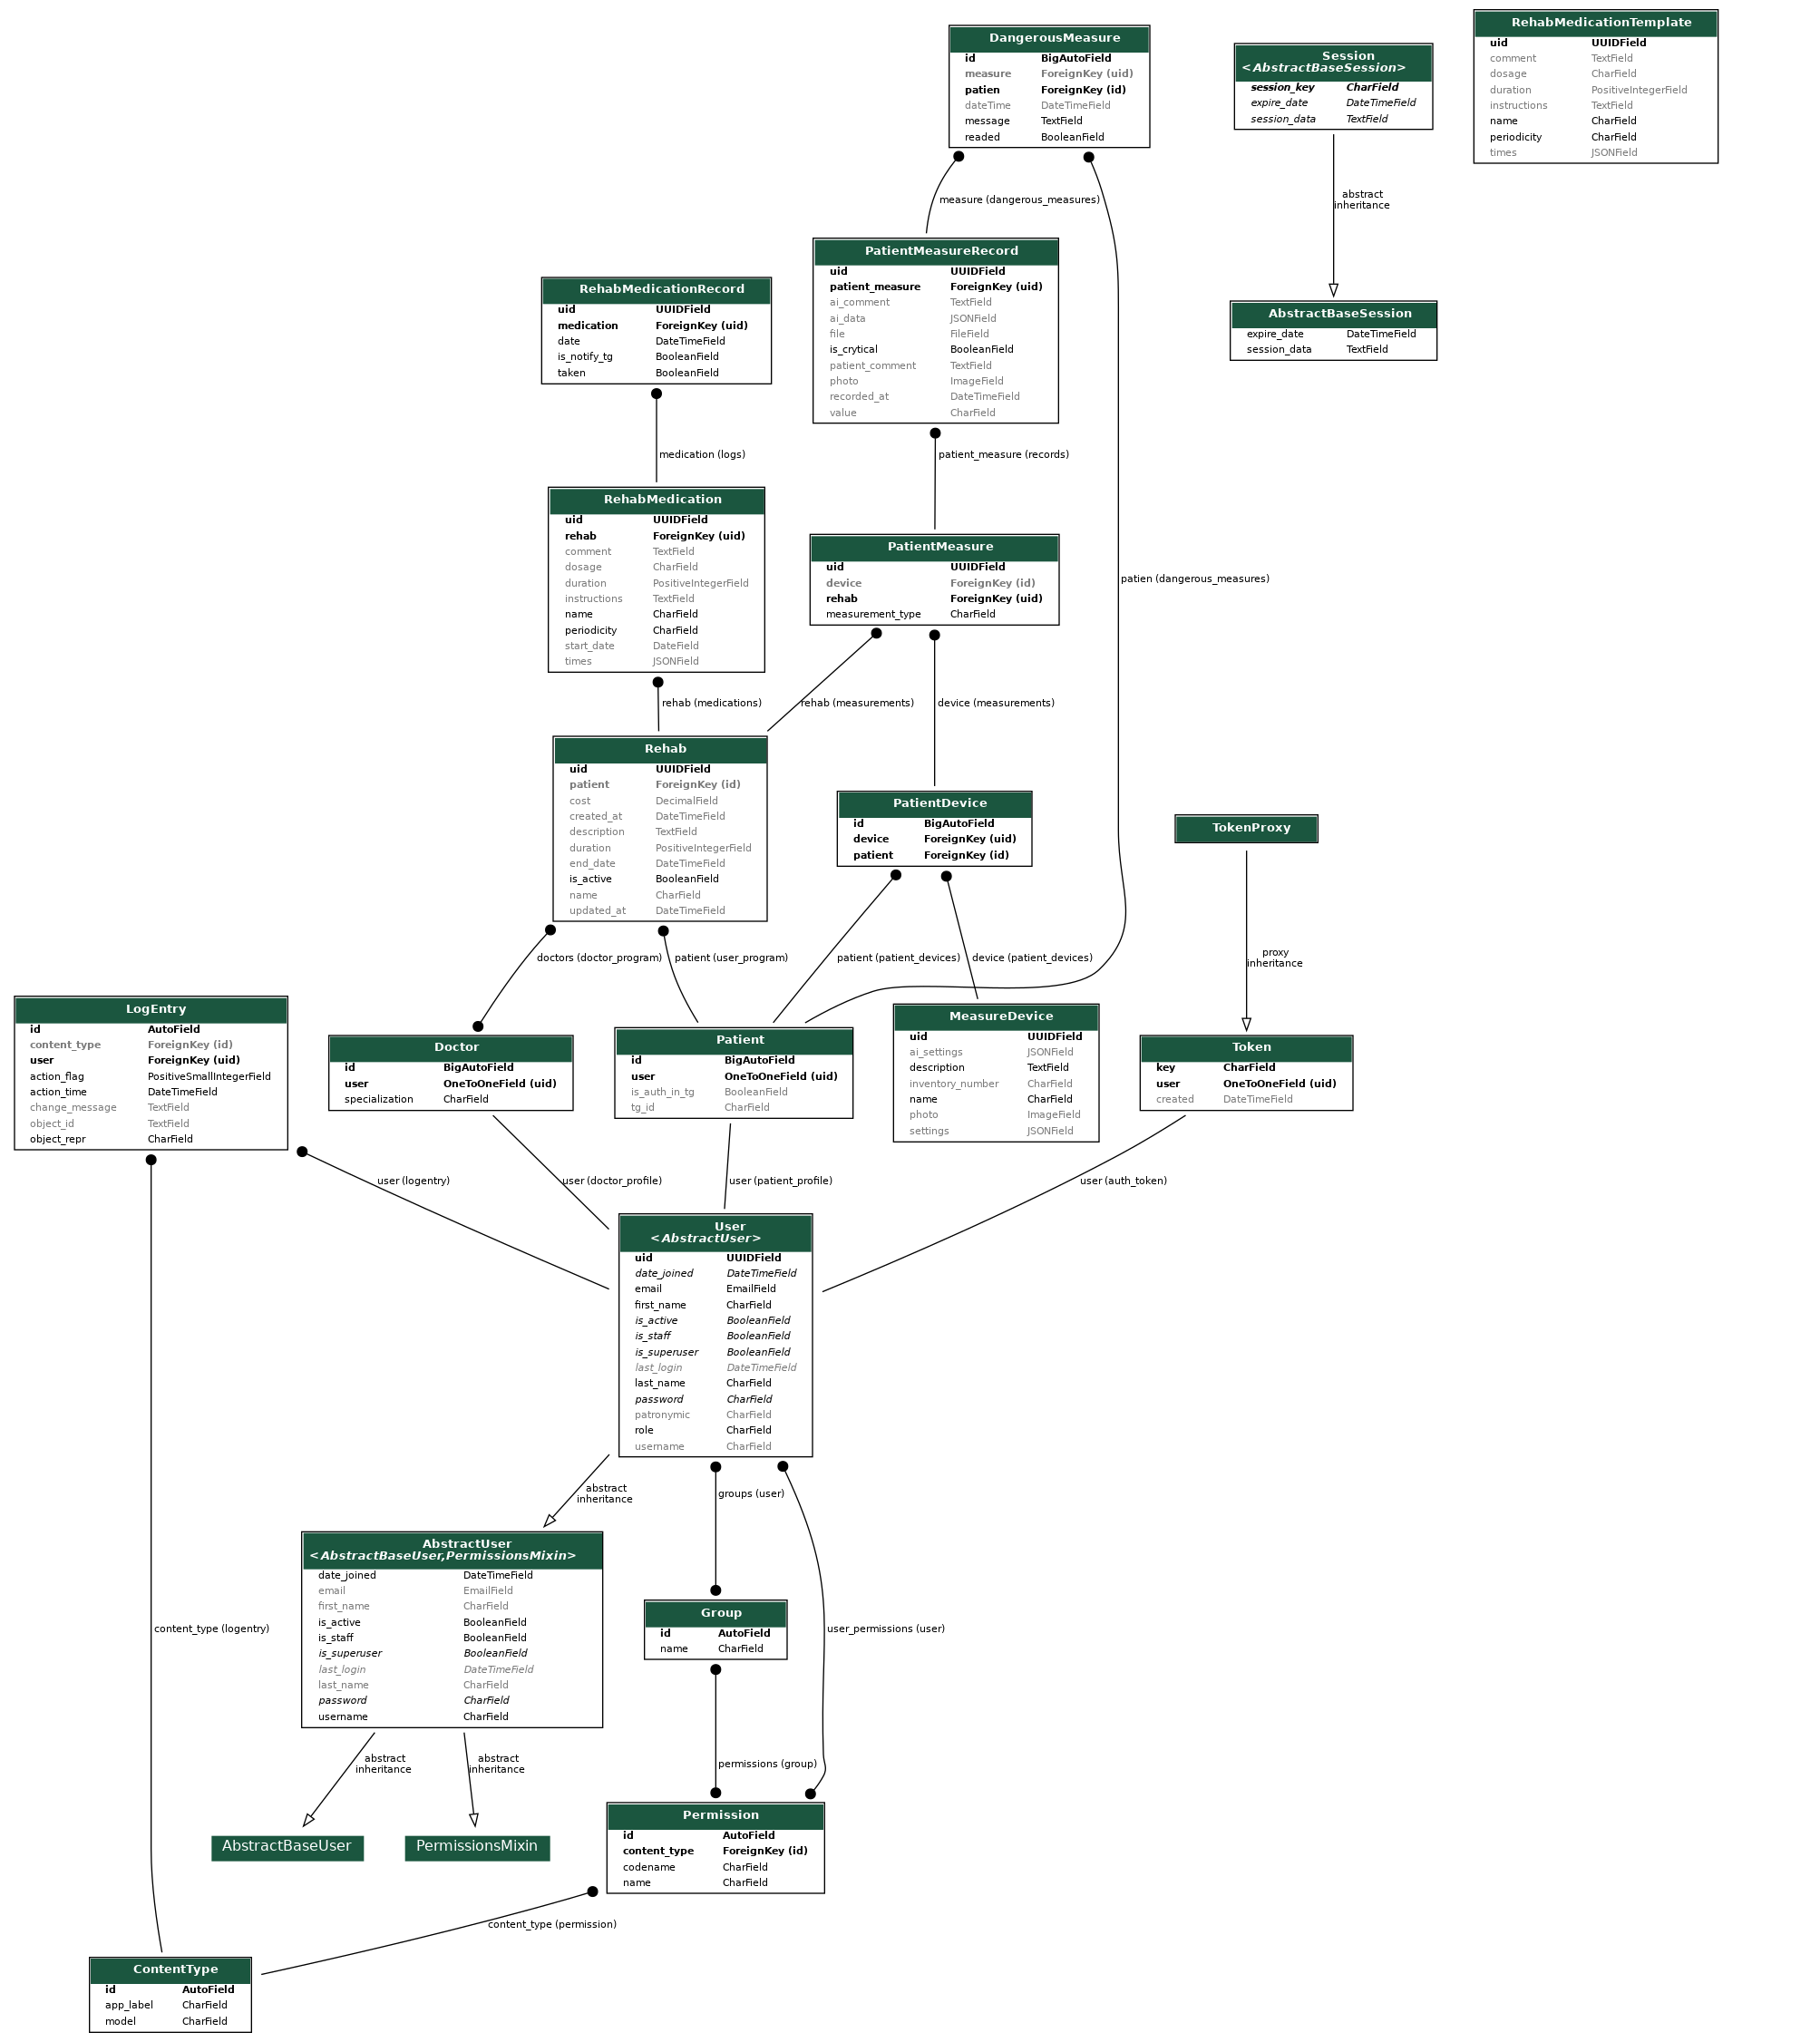 DangerousMeasure
id BigAutoField
measure ForeignKey (uid)
patien ForeignKey (id)
dateTime DateTimeField
message TextField
readed BooleanField
Session
<AbstractBaseSession>
session_key CharField
expire_date DateTimeField
session_data TextField
RehabMedicationTemplate
uid UUIDField
comment TextField
dosage CharField
duration PositiveIntegerField
instructions TextField
name CharField
periodicity CharField
times JSONField
measure (dangerous_measures)
abstract
inheritance
PatientMeasureRecord
uid UUIDField
patient_measure ForeignKey (uid)
ai_comment TextField
ai_data JSONField
file FileField
is_crytical BooleanField
patient_comment TextField
photo ImageField
recorded_at DateTimeField
value CharField
RehabMedicationRecord
uid UUIDField
medication ForeignKey (uid)
date DateTimeField
is_notify_tg BooleanField
taken BooleanField
AbstractBaseSession
expire_date DateTimeField
session_data TextField
medication (logs)
patient_measure (records)
RehabMedication
uid UUIDField
rehab ForeignKey (uid)
comment TextField
dosage CharField
duration PositiveIntegerField
instructions TextField
name CharField
periodicity CharField
start_date DateField
times JSONField
PatientMeasure
uid UUIDField
device ForeignKey (id)
rehab ForeignKey (uid)
measurement_type CharField
patien (dangerous_measures)
rehab (medications)
rehab (measurements)
device (measurements)
Rehab
uid UUIDField
patient ForeignKey (id)
cost DecimalField
created_at DateTimeField
description TextField
duration PositiveIntegerField
end_date DateTimeField
is_active BooleanField
name CharField
updated_at DateTimeField
PatientDevice
id BigAutoField
device ForeignKey (uid)
patient ForeignKey (id)
TokenProxy
doctors (doctor_program)
patient (user_program)
patient (patient_devices)
device (patient_devices)
proxy
inheritance
LogEntry
id AutoField
content_type ForeignKey (id)
user ForeignKey (uid)
action_flag PositiveSmallIntegerField
action_time DateTimeField
change_message TextField
object_id TextField
object_repr CharField
Doctor
id BigAutoField
user OneToOneField (uid)
specialization CharField
Patient
id BigAutoField
user OneToOneField (uid)
is_auth_in_tg BooleanField
tg_id CharField
MeasureDevice
uid UUIDField
ai_settings JSONField
description TextField
inventory_number CharField
name CharField
photo ImageField
settings JSONField
Token
key CharField
user OneToOneField (uid)
created DateTimeField
user (logentry)
user (doctor_profile)
user (patient_profile)
user (auth_token)
User
<AbstractUser>
uid UUIDField
date_joined DateTimeField
email EmailField
first_name CharField
is_active BooleanField
is_staff BooleanField
is_superuser BooleanField
last_login DateTimeField
last_name CharField
password CharField
patronymic CharField
role CharField
username CharField
abstract
inheritance
groups (user)
AbstractUser
<AbstractBaseUser,PermissionsMixin>
date_joined DateTimeField
email EmailField
first_name CharField
is_active BooleanField
is_staff BooleanField
is_superuser BooleanField
last_login DateTimeField
last_name CharField
password CharField
username CharField
Group
id AutoField
name CharField
content_type (logentry)
user_permissions (user)
abstract
inheritance
abstract
inheritance
permissions (group)
AbstractBaseUser
PermissionsMixin
Permission
id AutoField
content_type ForeignKey (id)
codename CharField
name CharField
content_type (permission)
ContentType
id AutoField
app_label CharField
model CharField